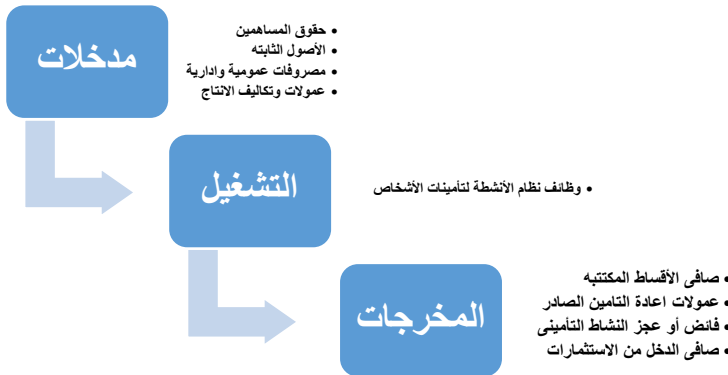 مدخلات
• حقوق المساهمين
• الأصول الثابته
• مصروفات عمومية وادارية
• عمولات وتكاليف الانتاج
التشغيل
• وظائف نظام الأنشطة لتأمينات الأشخاص
المخرجات
• صافى الأقساط المكتتبه
• عمولات اعادة التامين الصادر
• فائض أو عجز النشاط التأمينى
• صافى الدخل من الاستثمارات